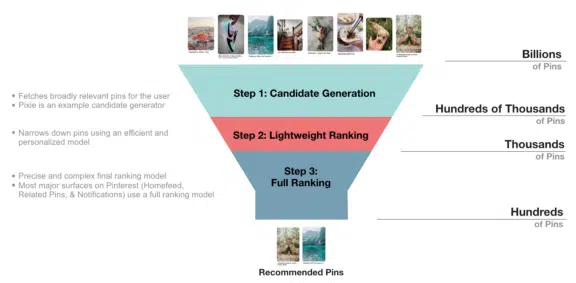 Billions
of Pins
Step 1: Candidate Generation
• Fetches broadly relevant pins for the user
• Pixie is an example candidate generator
Hundreds of Thousands
of Pins
Step 2: Lightweight Ranking
• Narrows down pins using an efficient and
personalized model
Thousands
of Pins
Step 3:
Full Ranking
• Precise and complex final ranking model
• Most major surfaces on Pinterest (Homefeed,
Related Pins, & Notifications) use a full ranking model
Hundreds
of Pins
Recommended Pins